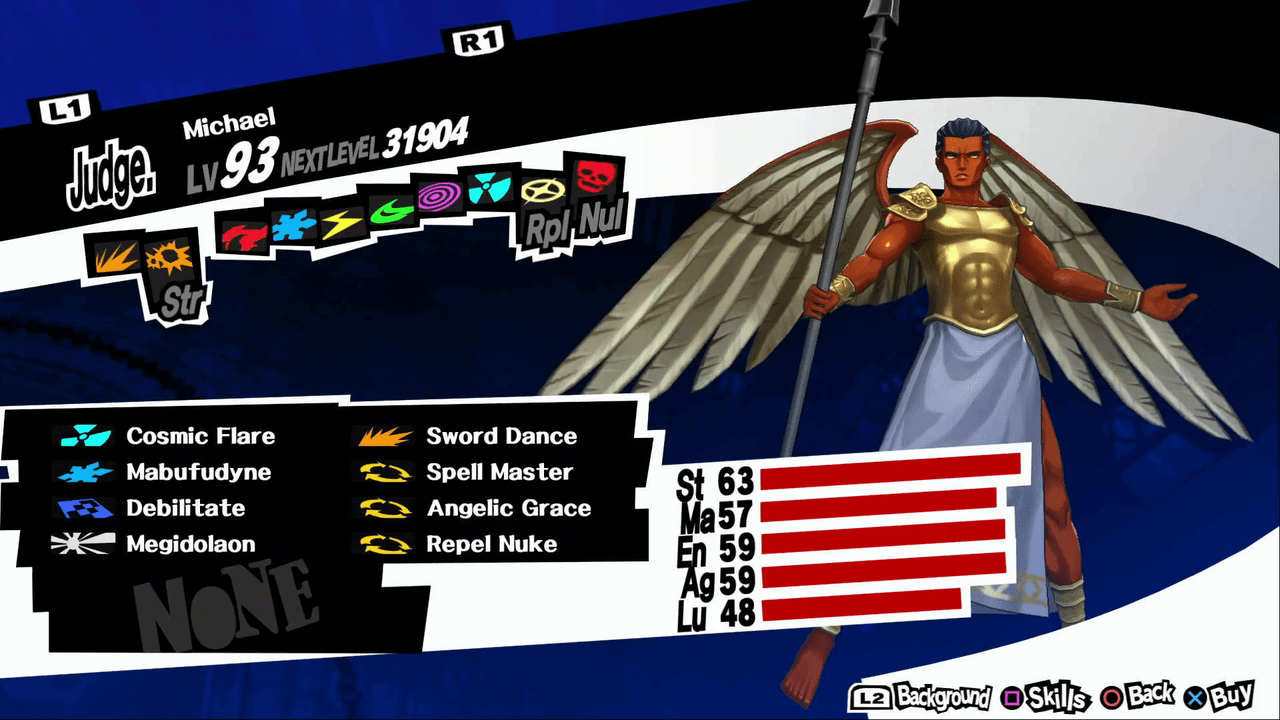 R1
L1
Michael
Judge.
LV 93 NEXT LEVEL 31904
Str
Rpl Nul
Cosmic Flare
Mabufudyne
Debilitate
Megidolaon
Sword Dance
Spell Master
Angelic Grace
Repel Nuke
NONE
St 63
Ma 57
En 59
Ag 59
Lu 48
L2 Background Skills Back Buy